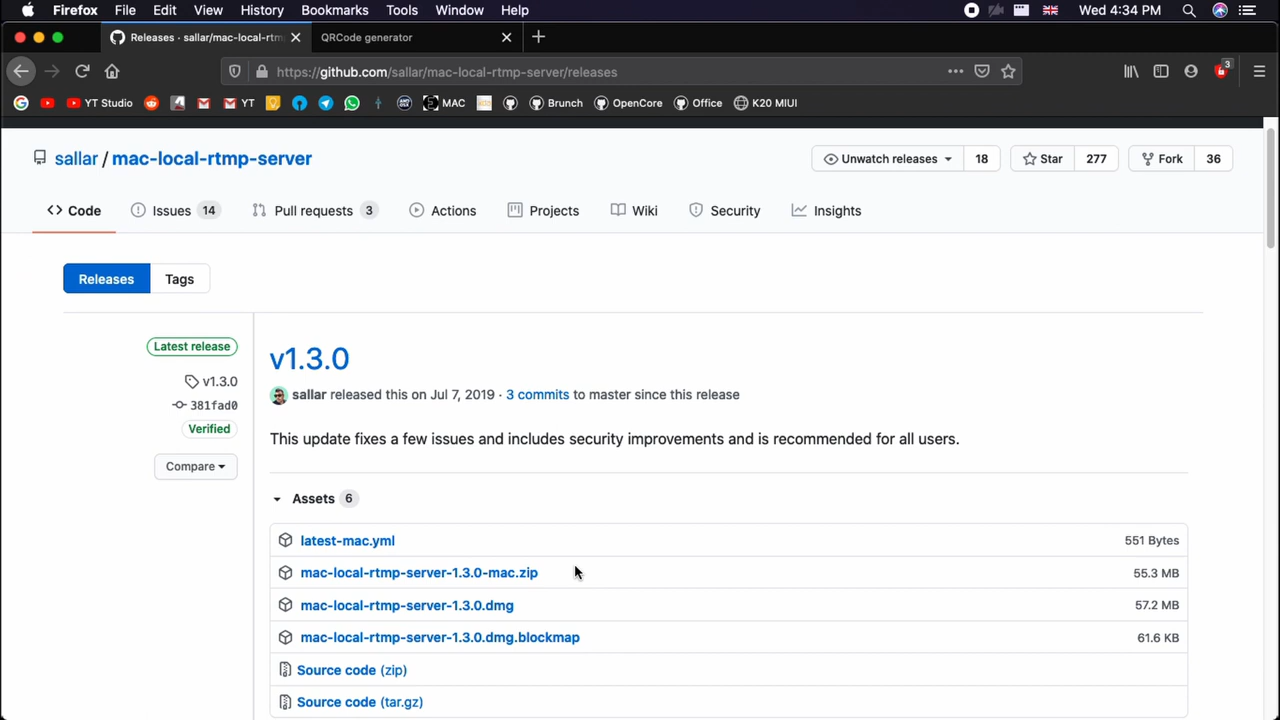 Firefox File Edit View History Bookmarks Tools Window Help Wed 4:34 PM
Releases · sallar/mac-local-rtm QRCode generator
https://github.com/sallar/mac-local-rtmp-server/releases 3
YT Studio YT MAC Brunch OpenCore Office K20 MIUI
sallar / mac-local-rtmp-server Unwatch releases 18 Star 277 Fork 36
Code Issues 14 Pull requests 3 Actions Projects Wiki Security Insights
Releases Tags
Latest release
v1.3.0
v1.3.0
381fad0
Verified
Compare
sallar released this on Jul 7, 2019 · 3 commits to master since this release
This update fixes a few issues and includes security improvements and is recommended for all users.
Assets 6
latest-mac.yml 551 Bytes
mac-local-rtmp-server-1.3.0-mac.zip 55.3 MB
mac-local-rtmp-server-1.3.0.dmg 57.2 MB
mac-local-rtmp-server-1.3.0.dmg.blockmap 61.6 KB
Source code (zip)
Source code (tar.gz)